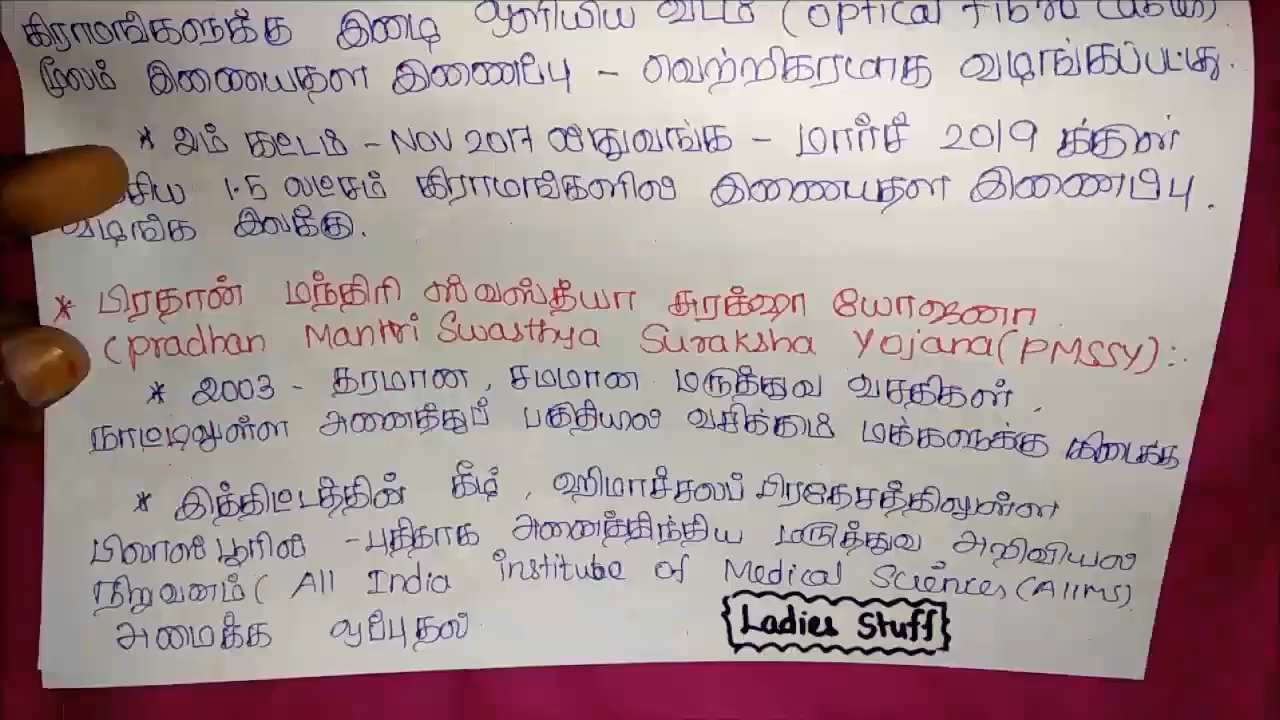 கிராமங்களுக்கு இழை ஒளியிய வடம் (Optical Fibre Cable)
மூலம் இணையதள இணைப்பு - வெற்றிகரமாக வழங்கப்பட்டது.
* 2ம் கட்டம் - NOV 2017 துவங்க - மார்ச் 2019 க்குள்
1.5 லட்சம் கிராமங்களில் இணையதள இணைப்பு
வழங்க இலக்கு.
* பிரதான் மந்திரி ஸ்வஸ்த்யா சுரக்ஷா யோஜனா
(pradhan Mantri Swasthya Suraksha Yojana (PMSSY) :-
* 2003 - தரமான, சமமான மருத்துவ வசதிகள்,
நாட்டிலுள்ள அனைத்துப் பகுதியில் வசிக்கும் மக்களுக்கு கிடைக்க
* இத்திட்டத்தின் கீழ், ஹிமாச்சலப் பிரதேசத்திலுள்ள
பிலாஸ்பூரில் - புதிதாக அனைத்திந்திய மருத்துவ அறிவியல்
நிறுவனம் ( All India institute of Medical Sciences (AIIMS)
அமைக்க ஒப்புதல்
Ladies Stuff